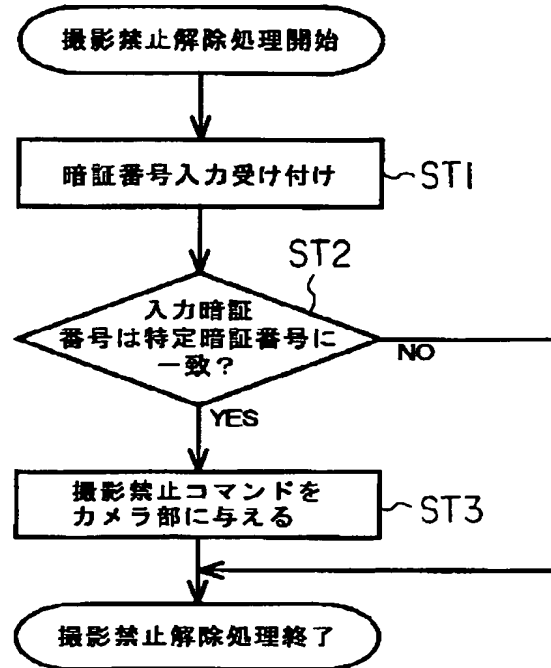 撮影禁止解除処理開始
暗証番号入力受け付け
ST1
ST2
入力暗証
番号は特定暗証番号に
一致?
NO
YES
撮影禁止コマンドを
カメラ部に与える
ST3
撮影禁止解除処理終了